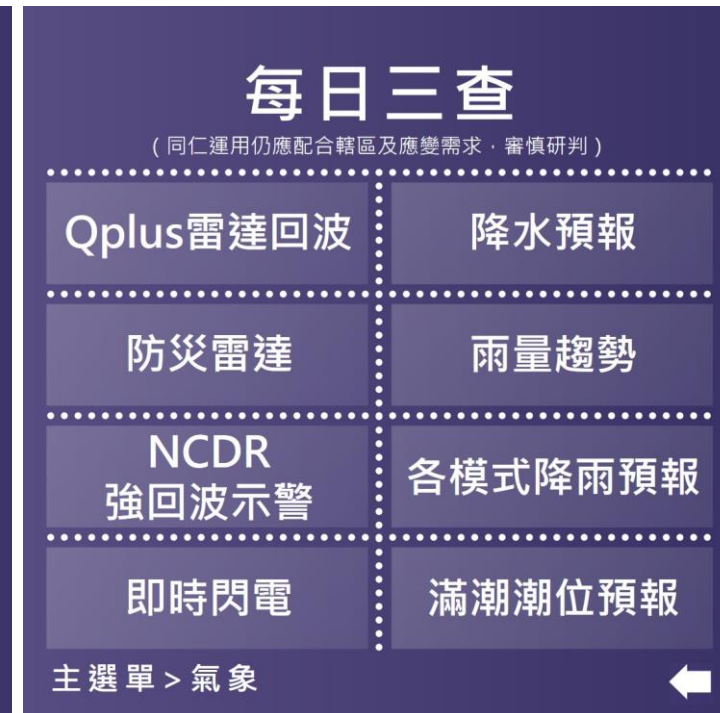 每日三查
(同仁運用仍應配合轄區及應變需求，審慎研判)
Qplus雷達回波
降水預報
防災雷達
雨量趨勢
NCDR
強回波示警
各模式降雨預報
即時閃電
滿潮潮位預報
主選單>氣象